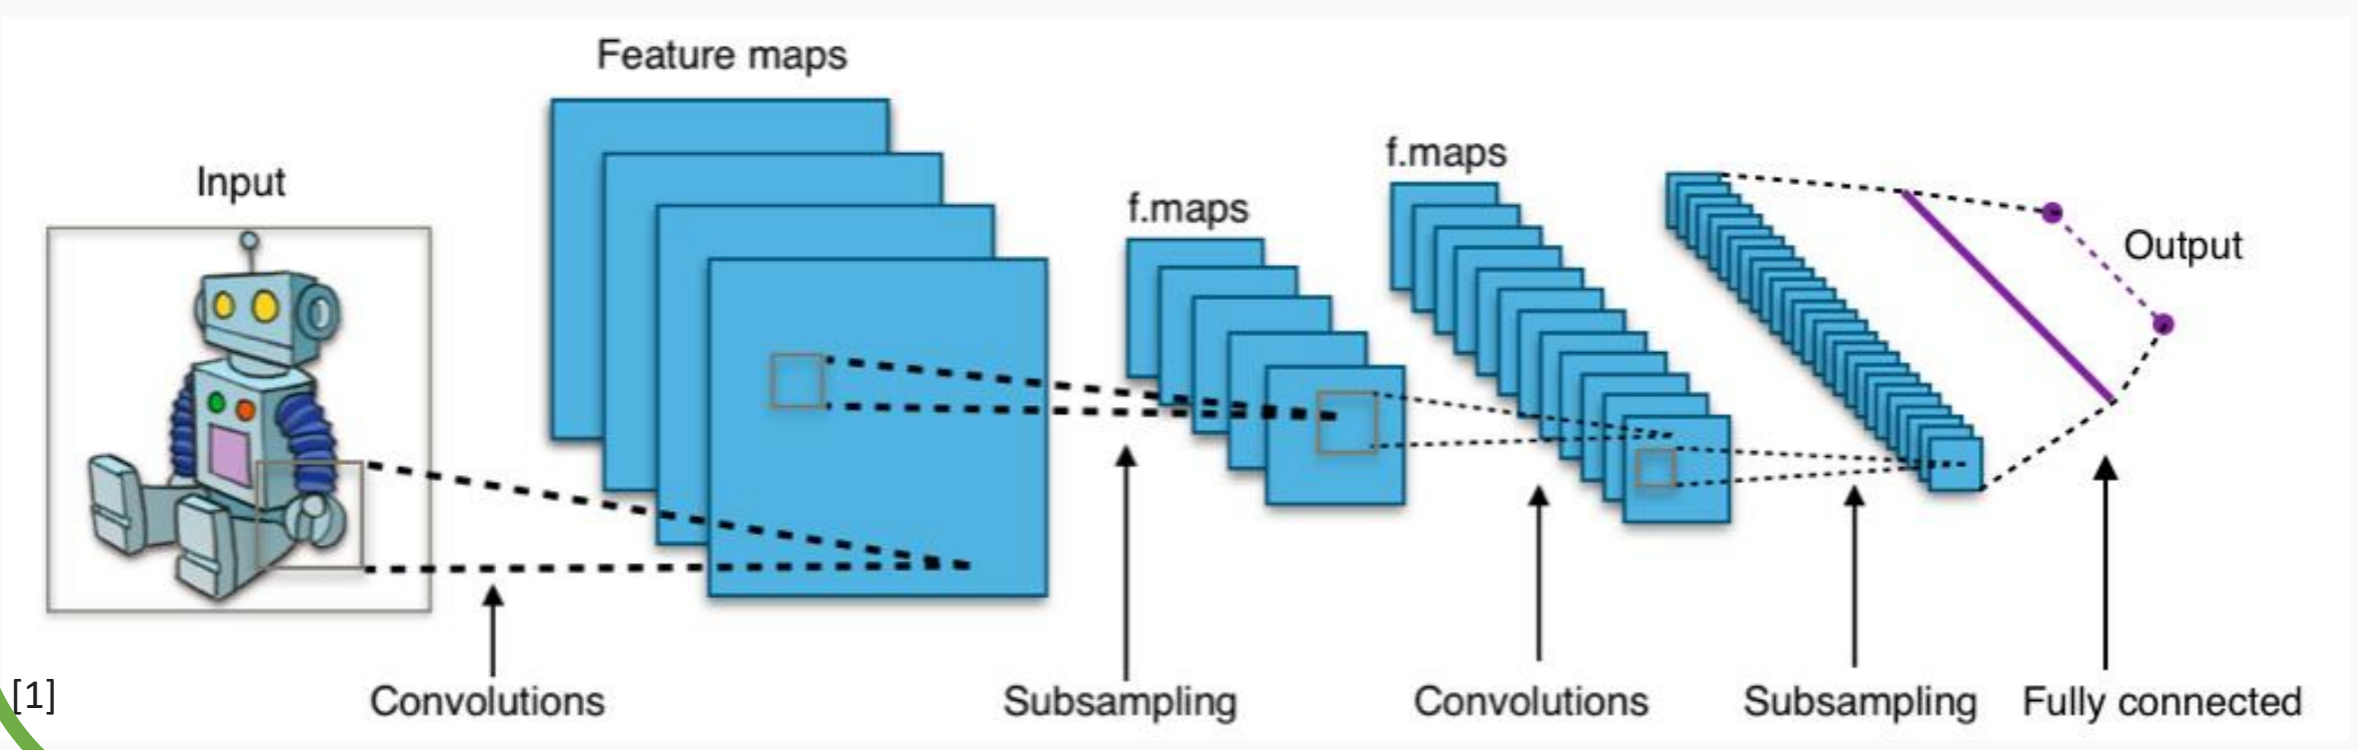 Feature maps
f.maps
f.maps
Input
Output
[1]
Convolutions
Subsampling
Convolutions
Subsampling
Fully connected